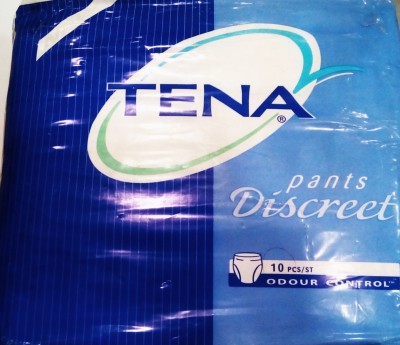 TENA®
pants
Discreet
10 PCS/ST
ODOUR CONTROL™